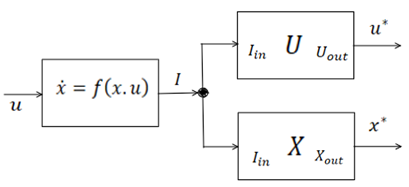 u
ẋ = f(x.u)
I
I_in U U_out
u*
I_in X X_out
x*